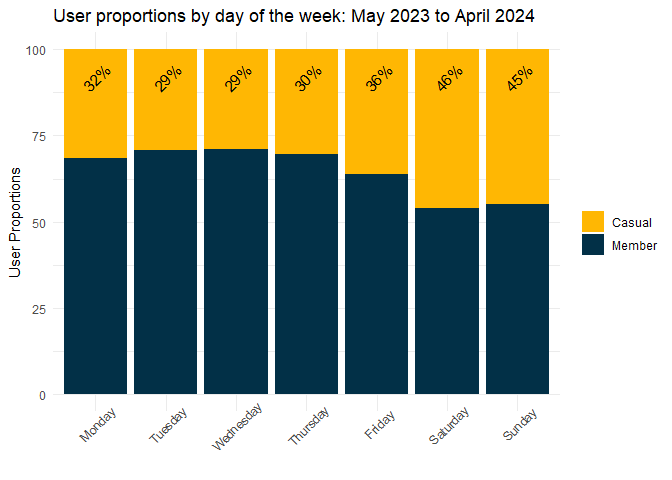 User proportions by day of the week: May 2023 to April 2024
100
75
50
25
0
User Proportions
32%
29%
29%
30%
36%
46%
45%
Monday
Tuesday
Wednesday
Thursday
Friday
Saturday
Sunday
Casual
Member